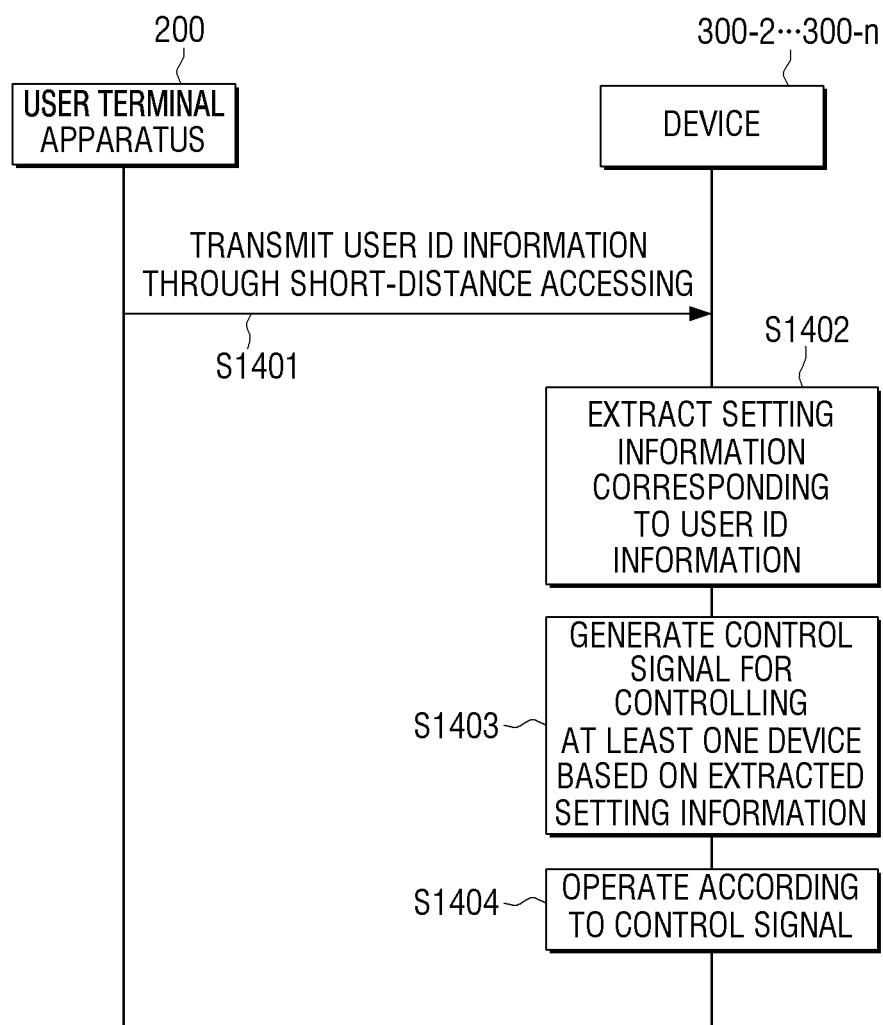 200
300-2···300-n
USER TERMINAL
APPARATUS
DEVICE
TRANSMIT USER ID INFORMATION
THROUGH SHORT-DISTANCE ACCESSING
S1401
S1402
EXTRACT SETTING
INFORMATION
CORRESPONDING
TO USER ID
INFORMATION
GENERATE CONTROL
SIGNAL FOR
CONTROLLING
AT LEAST ONE DEVICE
BASED ON EXTRACTED
SETTING INFORMATION
S1403
OPERATE ACCORDING
TO CONTROL SIGNAL
S1404